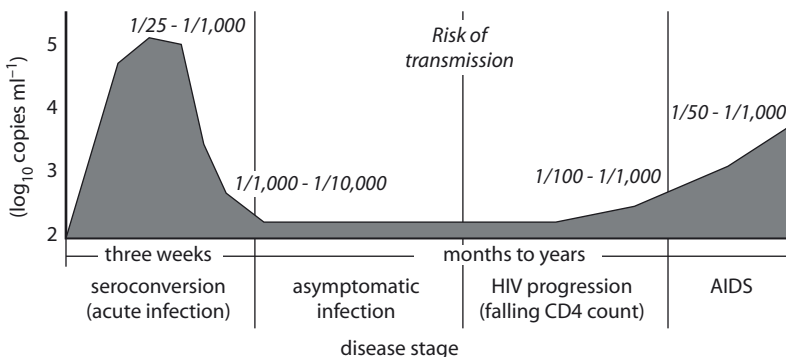 1/25 - 1/1,000
5
Risk of
transmission
4
1/50 - 1/1,000
(log10 copies ml−1)
3
1/1,000 - 1/10,000
1/100 - 1/1,000
2
three weeks
months to years
seroconversion
(acute infection)
asymptomatic
infection
HIV progression
(falling CD4 count)
AIDS
disease stage